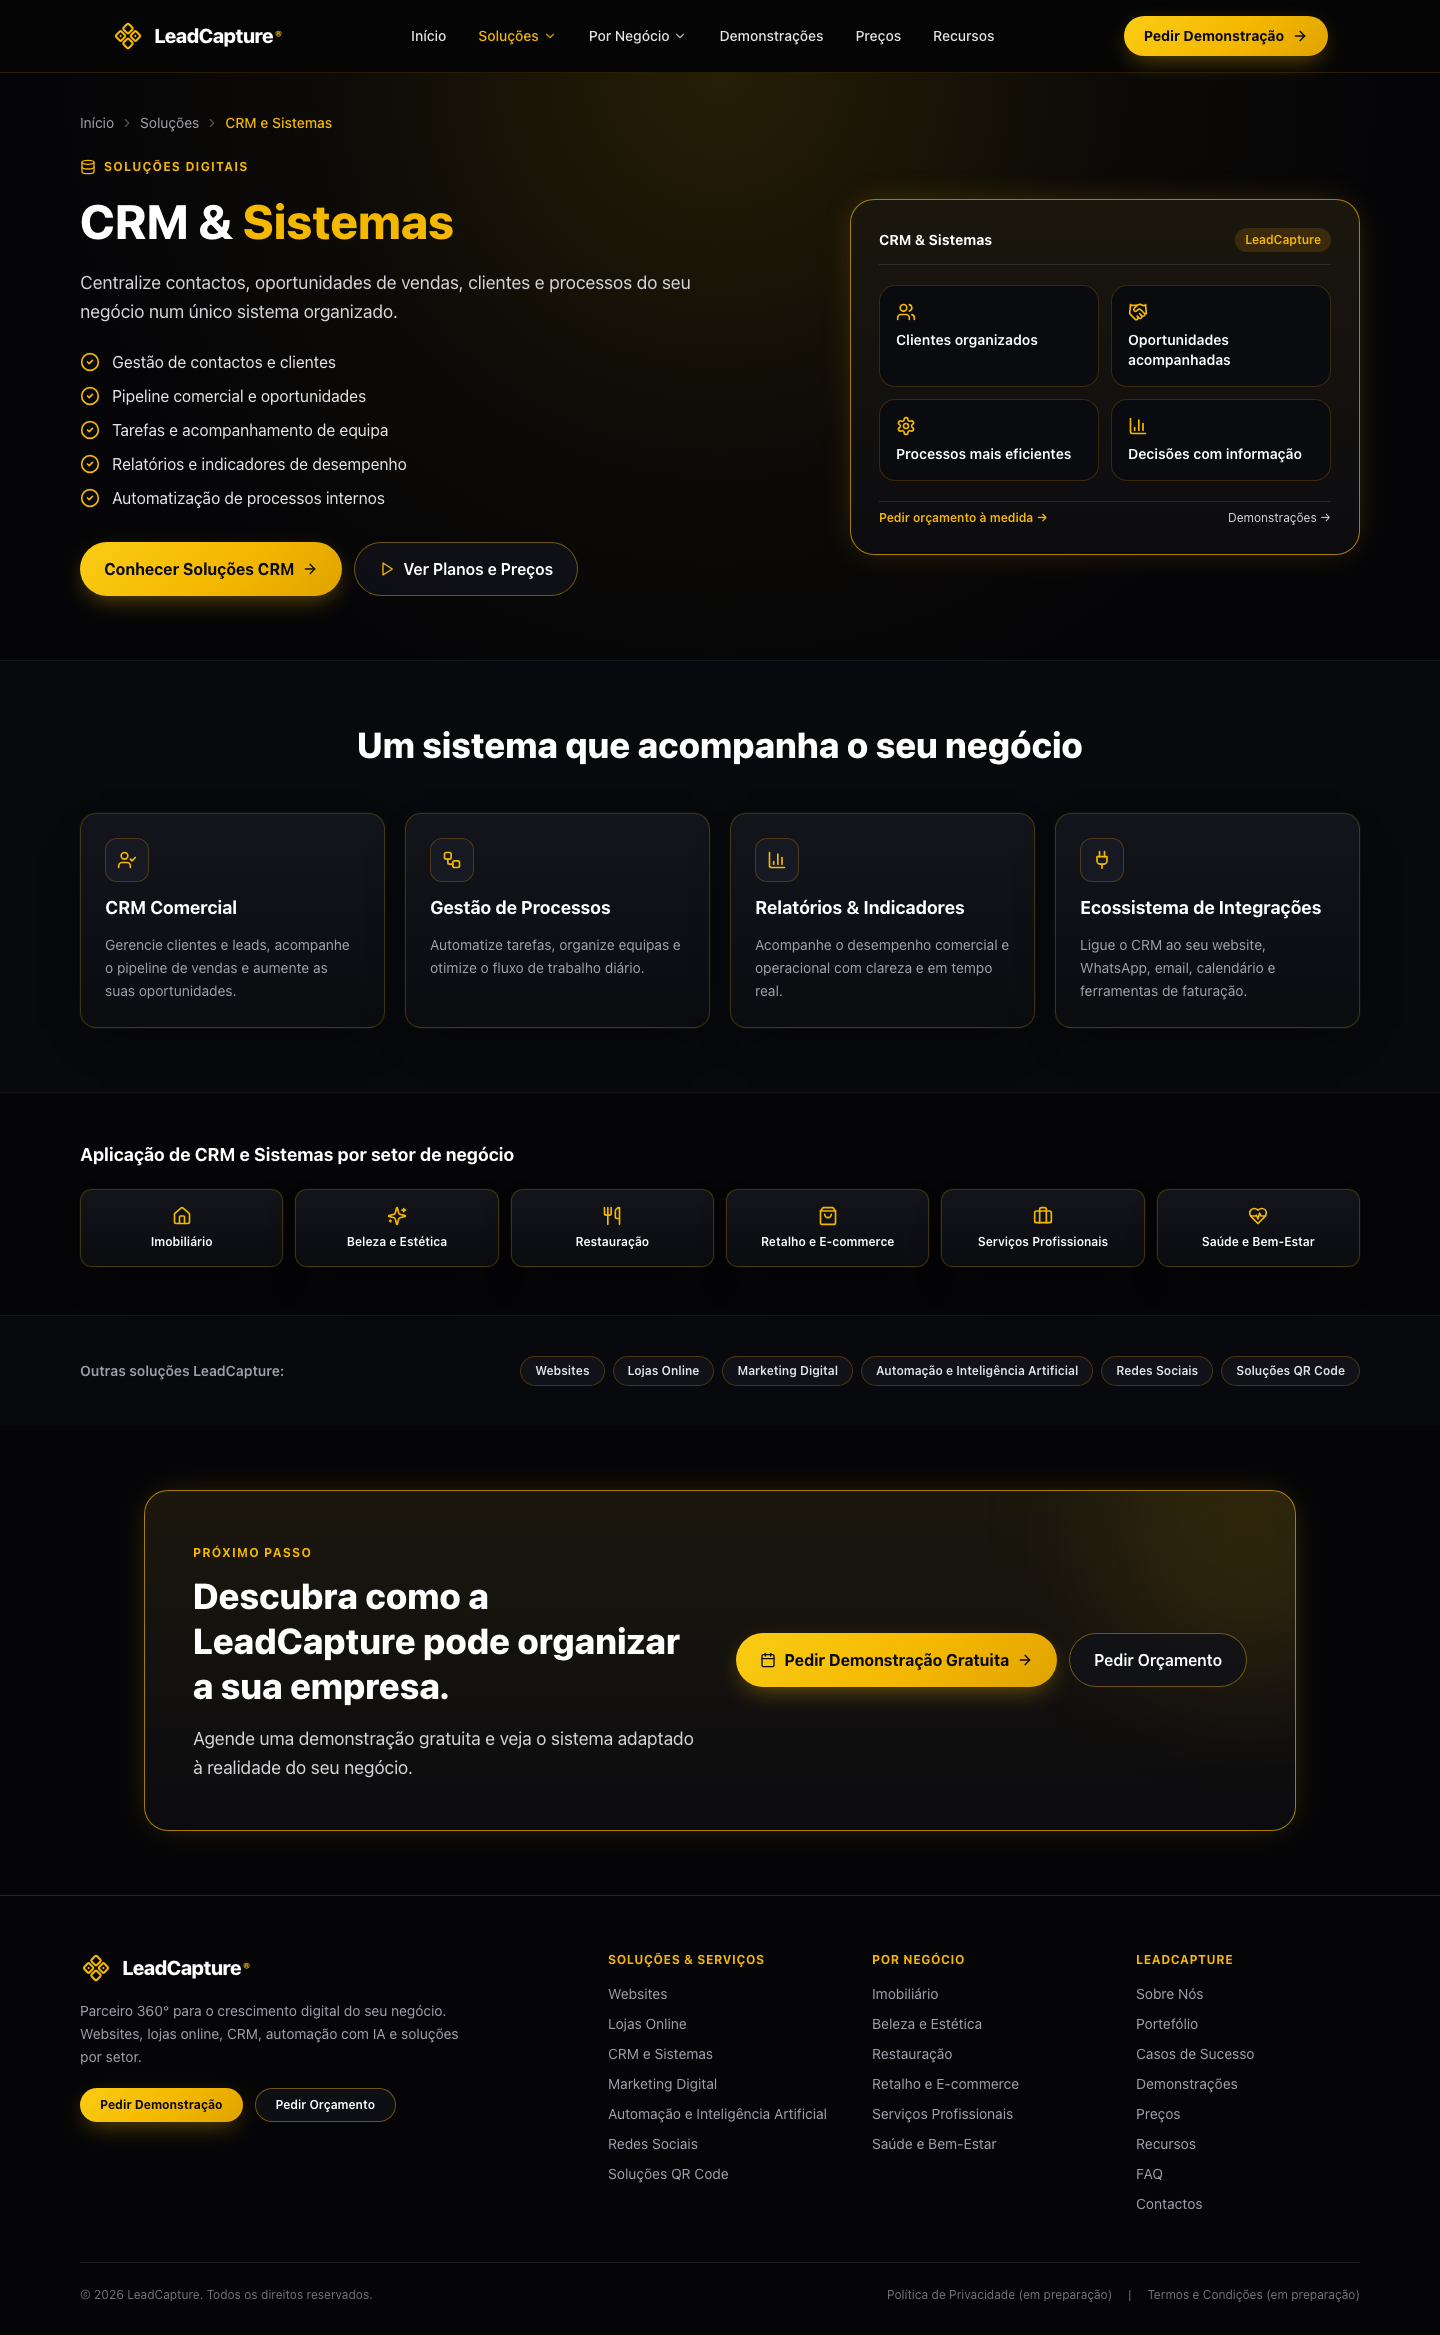 LeadCapture®
Início
Soluções
Por Negócio
Demonstrações
Preços
Recursos
Pedir Demonstração →
Início > Soluções > CRM e Sistemas
SOLUÇÕES DIGITAIS
CRM & Sistemas
Centralize contactos, oportunidades de vendas, clientes e processos do seu
negócio num único sistema organizado.
Gestão de contactos e clientes
Pipeline comercial e oportunidades
Tarefas e acompanhamento de equipa
Relatórios e indicadores de desempenho
Automatização de processos internos
Conhecer Soluções CRM →
Ver Planos e Preços
CRM & Sistemas
LeadCapture
Clientes organizados
Oportunidades
acompanhadas
Processos mais eficientes
Decisões com informação
Pedir orçamento à medida →
Demonstrações →
Um sistema que acompanha o seu negócio
CRM Comercial
Gerencie clientes e leads, acompanhe
o pipeline de vendas e aumente as
suas oportunidades.
Gestão de Processos
Automatize tarefas, organize equipas e
otimize o fluxo de trabalho diário.
Relatórios & Indicadores
Acompanhe o desempenho comercial e
operacional com clareza e em tempo
real.
Ecossistema de Integrações
Ligue o CRM ao seu website,
WhatsApp, email, calendário e
ferramentas de faturação.
Aplicação de CRM e Sistemas por setor de negócio
Imobiliário
Beleza e Estética
Restauração
Retalho e E-commerce
Serviços Profissionais
Saúde e Bem-Estar
Outras soluções LeadCapture:
Websites
Lojas Online
Marketing Digital
Automação e Inteligência Artificial
Redes Sociais
Soluções QR Code
PRÓXIMO PASSO
Descubra como a
LeadCapture pode organizar
a sua empresa.
Agende uma demonstração gratuita e veja o sistema adaptado
à realidade do seu negócio.
Pedir Demonstração Gratuita →
Pedir Orçamento
LeadCapture®
Parceiro 360° para o crescimento digital do seu negócio.
Websites, lojas online, CRM, automação com IA e soluções
por setor.
Pedir Demonstração
Pedir Orçamento
SOLUÇÕES & SERVIÇOS
Websites
Lojas Online
CRM e Sistemas
Marketing Digital
Automação e Inteligência Artificial
Redes Sociais
Soluções QR Code
POR NEGÓCIO
Imobiliário
Beleza e Estética
Restauração
Retalho e E-commerce
Serviços Profissionais
Saúde e Bem-Estar
LEADCAPTURE
Sobre Nós
Portefólio
Casos de Sucesso
Demonstrações
Preços
Recursos
FAQ
Contactos
© 2026 LeadCapture. Todos os direitos reservados.
Política de Privacidade (em preparação) | Termos e Condições (em preparação)